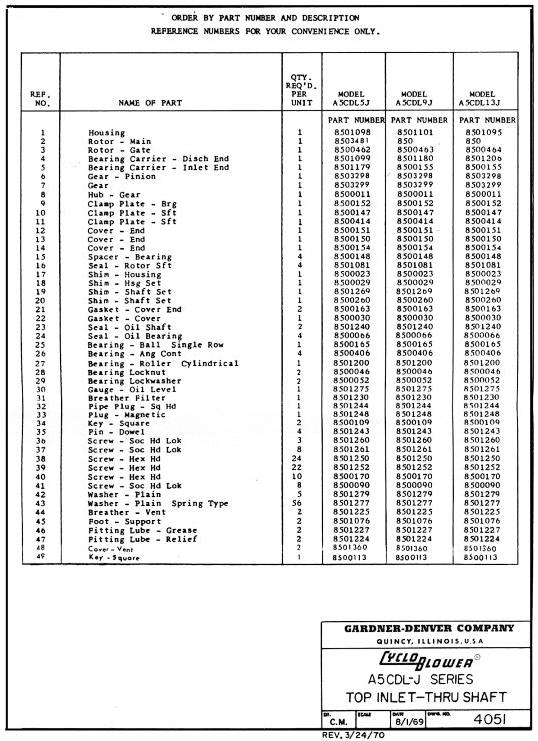 ORDER BY PART NUMBER AND DESCRIPTION
REFERENCE NUMBERS FOR YOUR CONVENIENCE ONLY.
REF. NO. NAME OF PART QTY. REQ'D. PER UNIT MODEL A5CDL5J MODEL A5CDL9J MODEL A5CDL13J
PART NUMBER PART NUMBER PART NUMBER
1 Housing 1 8501098 8501101 8501095
2 Rotor - Main 1 8503481 850 850
3 Rotor - Gate 1 8500462 8500463 8500464
4 Bearing Carrier - Disch End 1 8501099 8501180 8501206
5 Bearing Carrier - Inlet End 1 8501179 8500155 8500155
6 Gear - Pinion 1 8503298 8503298 8503298
7 Gear 1 8503299 8503299 8503299
8 Hub - Gear 1 8500011 8500011 8500011
9 Clamp Plate - Brg 1 8500152 8500152 8500152
10 Clamp Plate - Sft 1 8500147 8500147 8500147
11 Clamp Plate - Sft 1 8500414 8500414 8500414
12 Cover - End 1 8500151 8500151 8500151
13 Cover - End 1 8500150 8500150 8500150
14 Cover - End 1 8500154 8500154 8500154
15 Spacer - Bearing 4 8500148 8500148 8500148
16 Seal - Rotor Sft 4 8501081 8501081 8501081
17 Shim - Housing 1 8500023 8500023 8500023
18 Shim - Hsg Set 1 8500029 8500029 8500029
19 Shim - Shaft Set 1 8501269 8501269 8501269
20 Shim - Shaft Set 1 8500260 8500260 8500260
21 Gasket - Cover End 2 8500163 8500163 8500163
22 Gasket - Cover 1 8500030 8500030 8500030
23 Seal - Oil Shaft 2 8501240 8501240 8501240
24 Seal - Oil Bearing 4 8500066 8500066 8500066
25 Bearing - Ball Single Row 1 8500165 8500165 8500165
26 Bearing - Ang Cont 4 8500406 8500406 8500406
27 Bearing - Roller Cylindrical 1 8501200 8501200 8501200
28 Bearing Locknut 2 8500046 8500046 8500046
29 Bearing Lockwasher 2 8500052 8500052 8500052
30 Gauge - Oil Level 1 8501275 8501275 8501275
31 Breather Filter 1 8501230 8501230 8501230
32 Pipe Plug - Sq Hd 1 8501244 8501244 8501244
33 Plug - Magnetic 1 8501248 8501248 8501248
34 Key - Square 2 8500109 8500109 8500109
35 Pin - Dowel 4 8501243 8501243 8501243
36 Screw - Soc Hd Lok 3 8501260 8501260 8501260
37 Screw - Soc Hd Lok 8 8501261 8501261 8501261
38 Screw - Hex Hd 24 8501250 8501250 8501250
39 Screw - Hex Hd 22 8501252 8501252 8501252
40 Screw - Hex Hd 10 8500170 8500170 8500170
41 Screw - Soc Hd Lok 8 8500090 8500090 8500090
42 Washer - Plain 5 8501279 8501279 8501279
43 Washer - Plain Spring Type 56 8501277 8501277 8501277
44 Breather - Vent 2 8501225 8501225 8501225
45 Foot - Support 2 8501076 8501076 8501076
46 Fitting Lube - Grease 2 8501227 8501227 8501227
47 Fitting Lube - Relief 2 8501224 8501224 8501224
48 Cover - Vent 2 8501360 8501360 8501360
49 Key - Square 1 8500113 8500113 8500113
GARDNER-DENVER COMPANY
QUINCY, ILLINOIS, U.S.A
CYCLOBLOWER®
A5CDL-J SERIES
TOP INLET-THRU SHAFT
C.M. SCALE DATE 8/1/69 DWG. NO. 4051
REV. 3/24/70